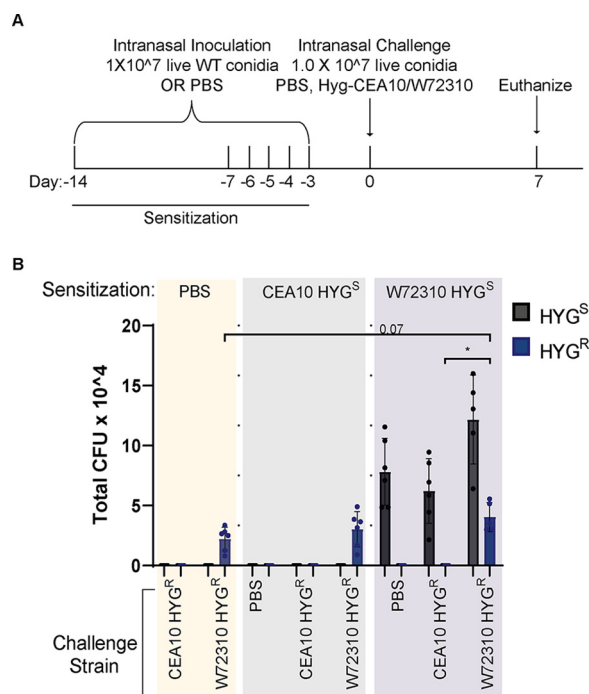 A
Intranasal Inoculation
1X10^7 live WT conidia
OR PBS
Intranasal Challenge
1.0 X 10^7 live conidia
PBS, Hyg-CEA10/W72310
Euthanize
Day:-14 -7 -6 -5 -4 -3 0 7
Sensitization
B
Sensitization: PBS CEA10 HYG^S W72310 HYG^S
HYG^S
HYG^R
0.07
*
Total CFU x 10^4
20
15
10
5
0
CEA10 HYG^R
W72310 HYG^R
PBS
CEA10 HYG^R
W72310 HYG^R
PBS
CEA10 HYG^R
W72310 HYG^R
Challenge
Strain